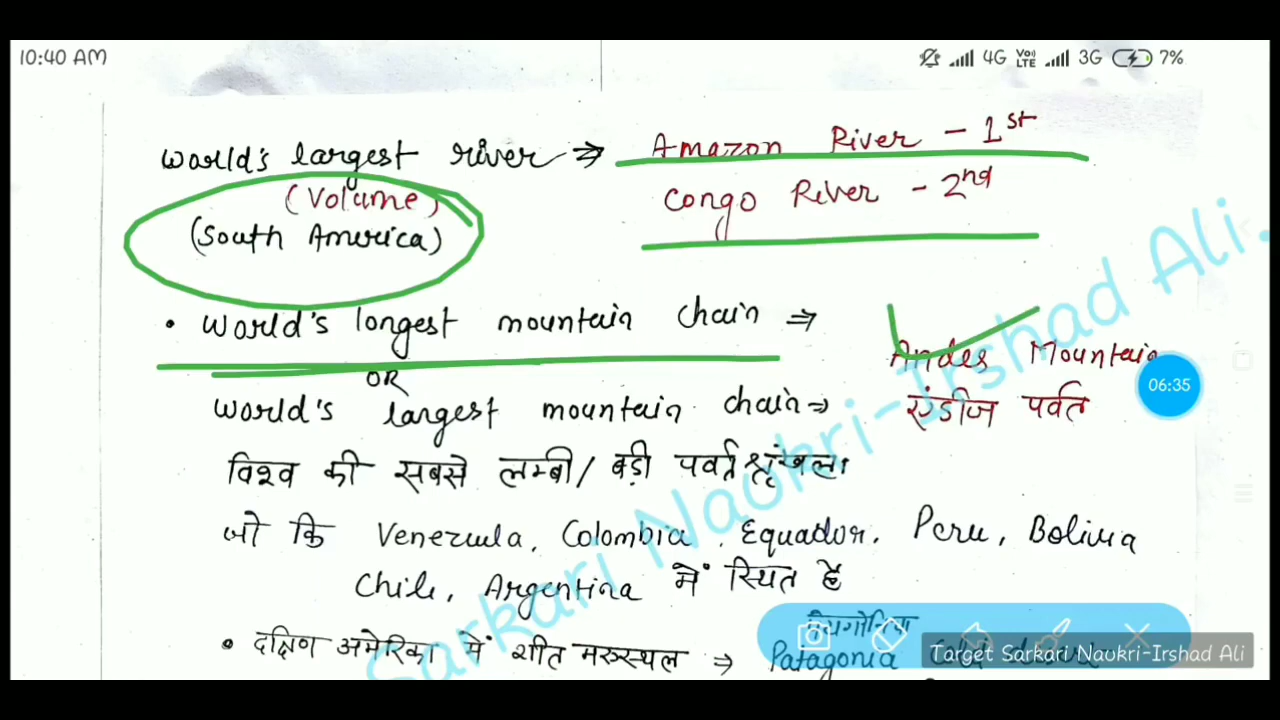 10:40 AM 4G Vo) LTE 3G 7%
World's largest river ⇒ Amazon River - 1st
(Volume) Congo River - 2nd
(South America)
• World's longest mountain chain ⇒ Andes Mountain
OR
World's largest mountain chain ⇒ एंडीज पर्वत
विश्व की सबसे लम्बी/ बड़ी पर्वत श्रृंखला
जो कि Venezuula, Colombia, Equador, Peru, Bolivia
Chile, Argentina में स्थित है
• दक्षिण अमेरिका में शीत मरुस्थल ⇒ Patagonia
06:35
Sarkari Naukri-Irshad Ali.
Target Sarkari Naukri-Irshad Ali